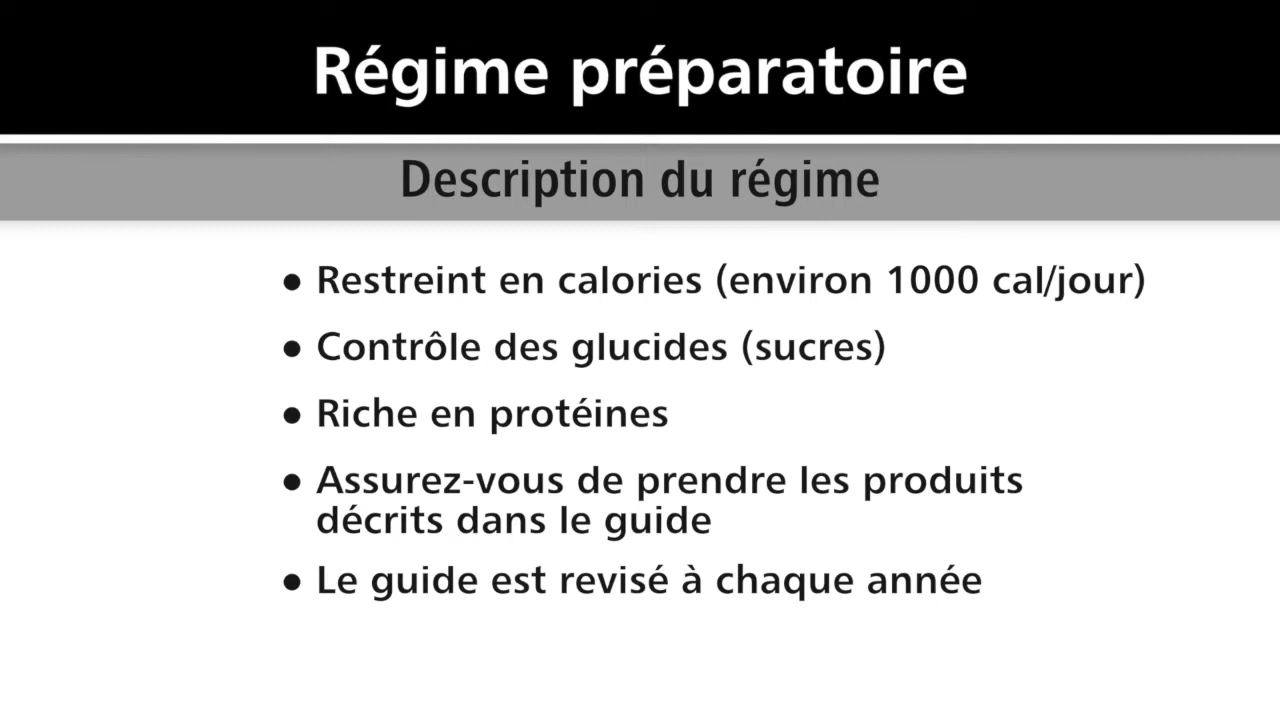 Régime préparatoire
Description du régime
• Restreint en calories (environ 1000 cal/jour)
• Contrôle des glucides (sucres)
• Riche en protéines
• Assurez-vous de prendre les produits
décrits dans le guide
• Le guide est revisé à chaque année